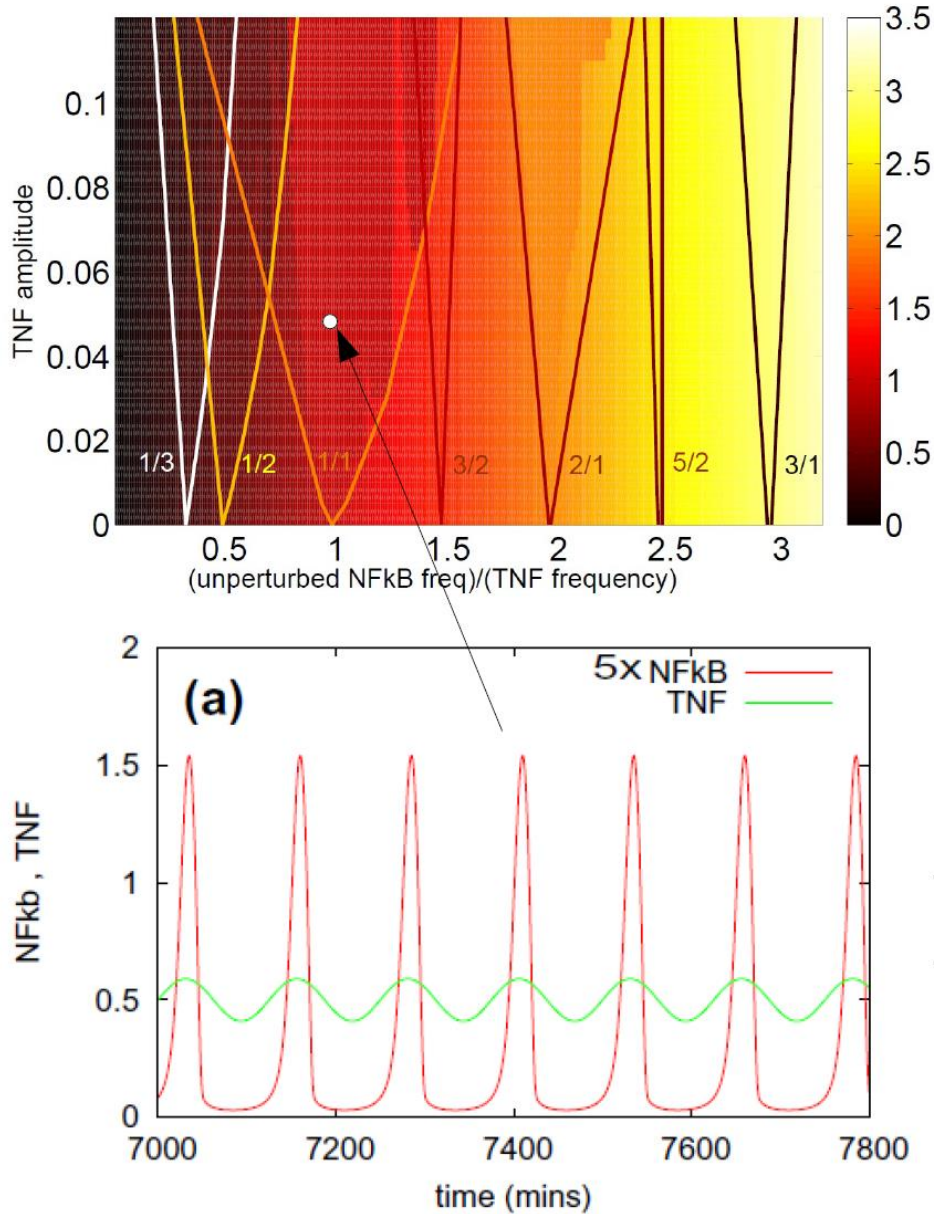 3.5
0.1
3
0.08
2.5
TNF amplitude
0.06
2
1.5
0.04
1
0.02
1/3 1/2 1/1 3/2 2/1 5/2 3/1
0.5
0
0
0.5 1 1.5 2 2.5 3
(unperturbed NFkB freq)/(TNF frequency)
2
(a)
5x NFkB
TNF
1.5
NFkb , TNF
1
0.5
0
7000 7200 7400 7600 7800
time (mins)